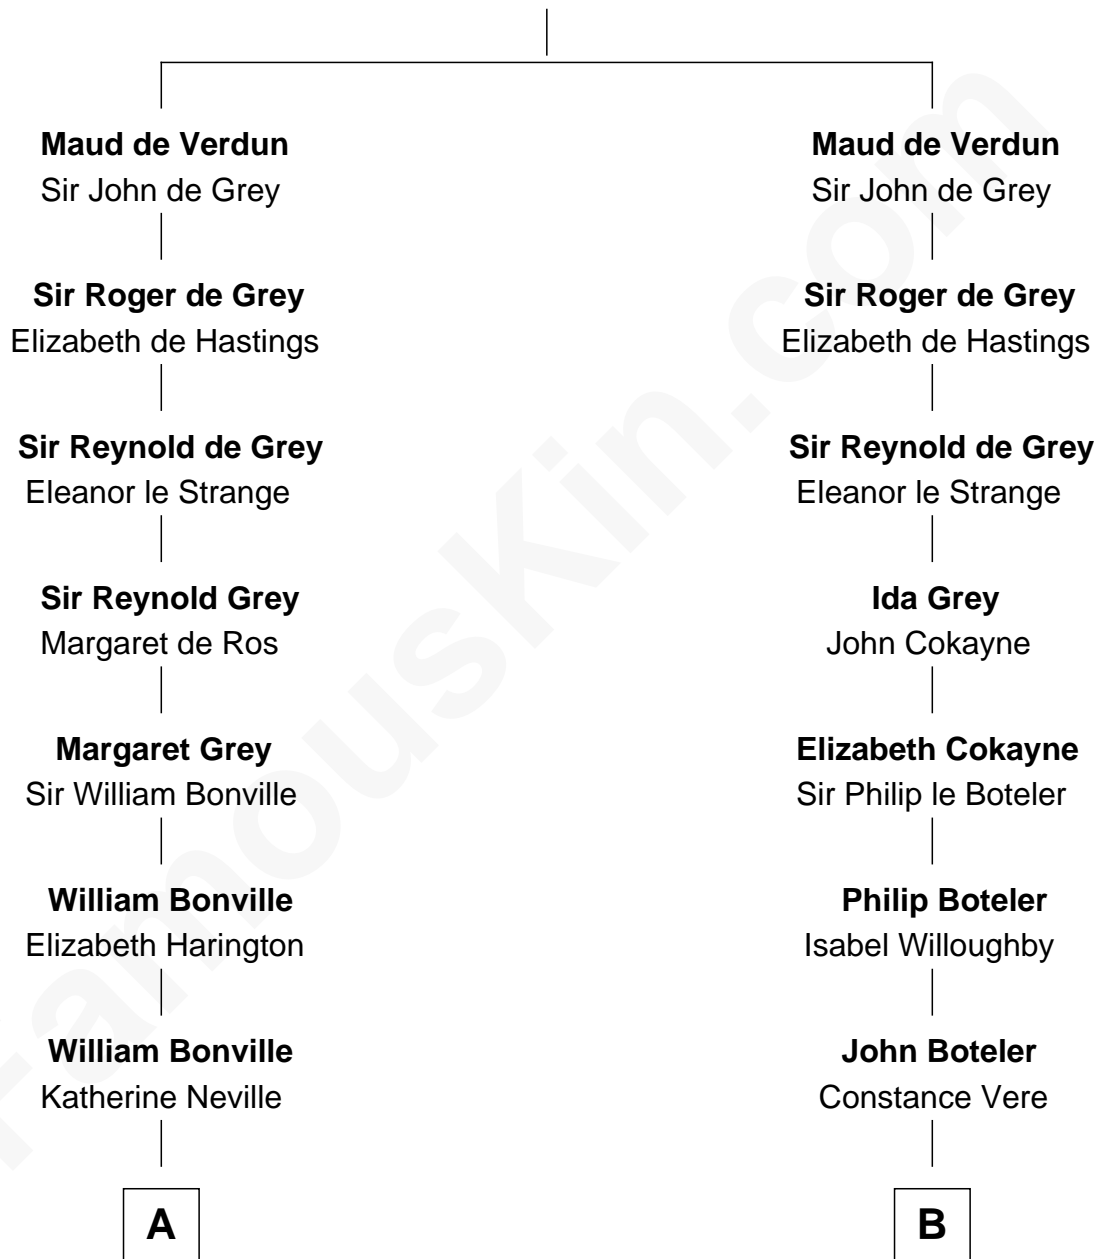 Maud de Verdun
Sir John de Grey
Sir Roger de Grey
Elizabeth de Hastings
Sir Reynold de Grey
Eleanor le Strange
Sir Reynold Grey
Margaret de Ros
Margaret Grey
Sir William Bonville
William Bonville
Elizabeth Harington
William Bonville
Katherine Neville
A
Maud de Verdun
Sir John de Grey
Sir Roger de Grey
Elizabeth de Hastings
Sir Reynold de Grey
Eleanor le Strange
Ida Grey
John Cokayne
Elizabeth Cokayne
Sir Philip le Boteler
Philip Boteler
Isabel Willoughby
John Boteler
Constance Vere
B
FamousKin.com